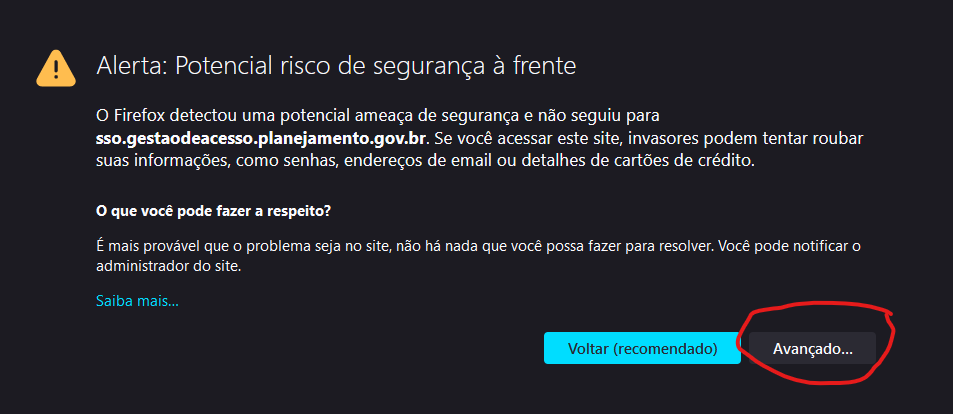 Alerta: Potencial risco de segurança à frente
O Firefox detectou uma potencial ameaça de segurança e não seguiu para
sso.gestaodeacesso.planejamento.gov.br. Se você acessar este site, invasores podem tentar roubar
suas informações, como senhas, endereços de email ou detalhes de cartões de crédito.
O que você pode fazer a respeito?
É mais provável que o problema seja no site, não há nada que você possa fazer para resolver. Você pode notificar o
administrador do site.
Saiba mais...
Voltar (recomendado)
Avançado...